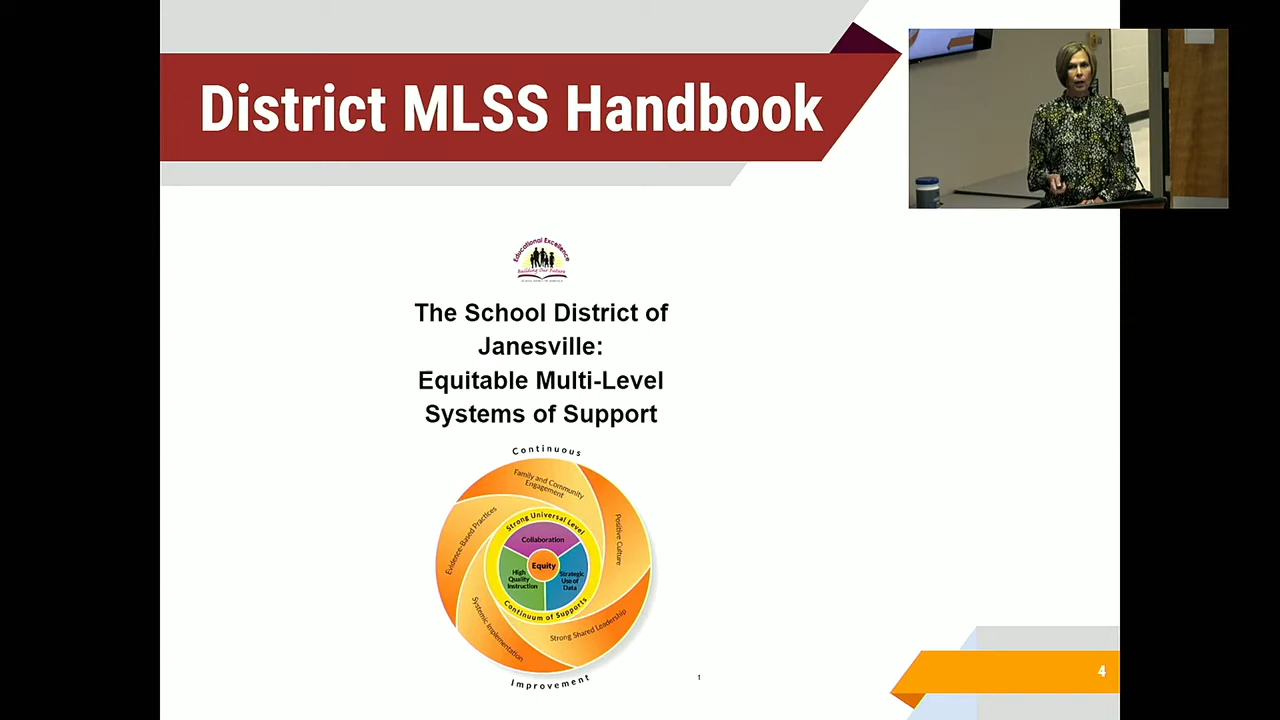 District MLSS Handbook
Educational Excellence
Building Our Future
The School District of
Janesville:
Equitable Multi-Level
Systems of Support
Continuous
Family and Community
Engagement
Evidence-Based Practices
Positive Culture
Strong Universal Level
Collaboration
Equity
High
Quality
Instruction
Strategic
Use of
Data
Continuum of Supports
Systemic Implementation
Strong Shared Leadership
Improvement
1
4